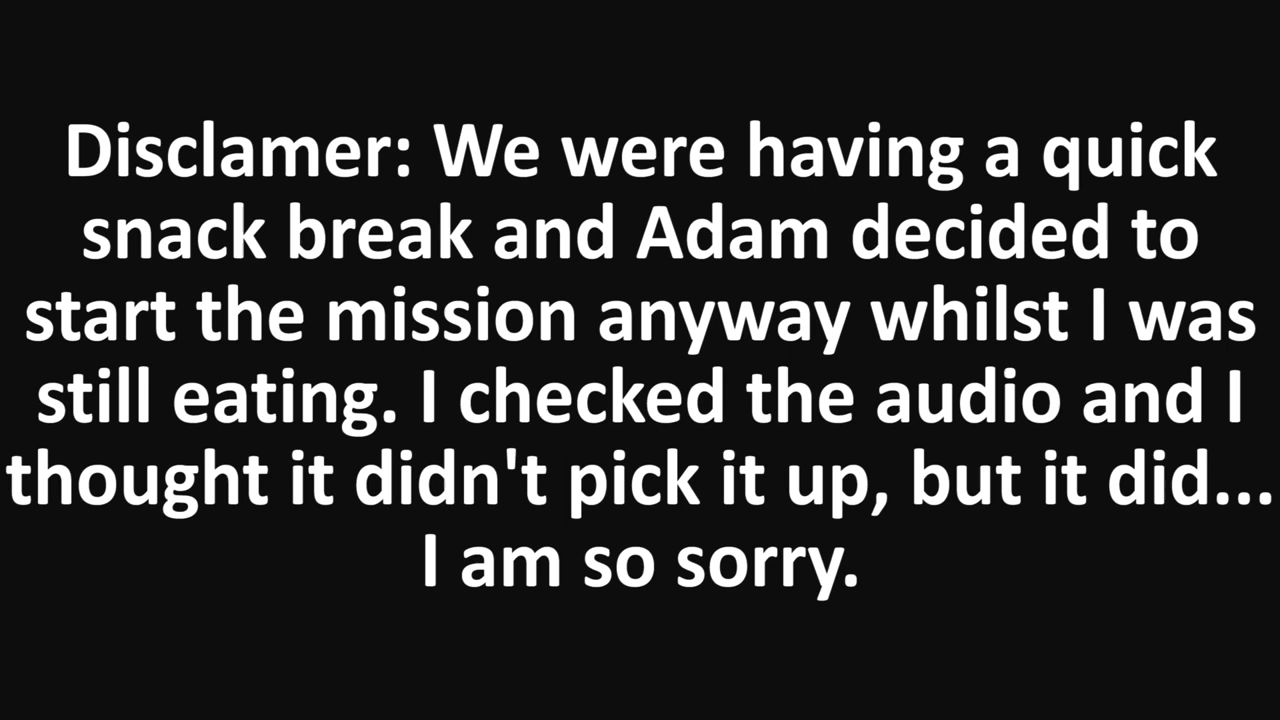 Disclamer: We were having a quick
snack break and Adam decided to
start the mission anyway whilst I was
still eating. I checked the audio and I
thought it didn't pick it up, but it did...
I am so sorry.